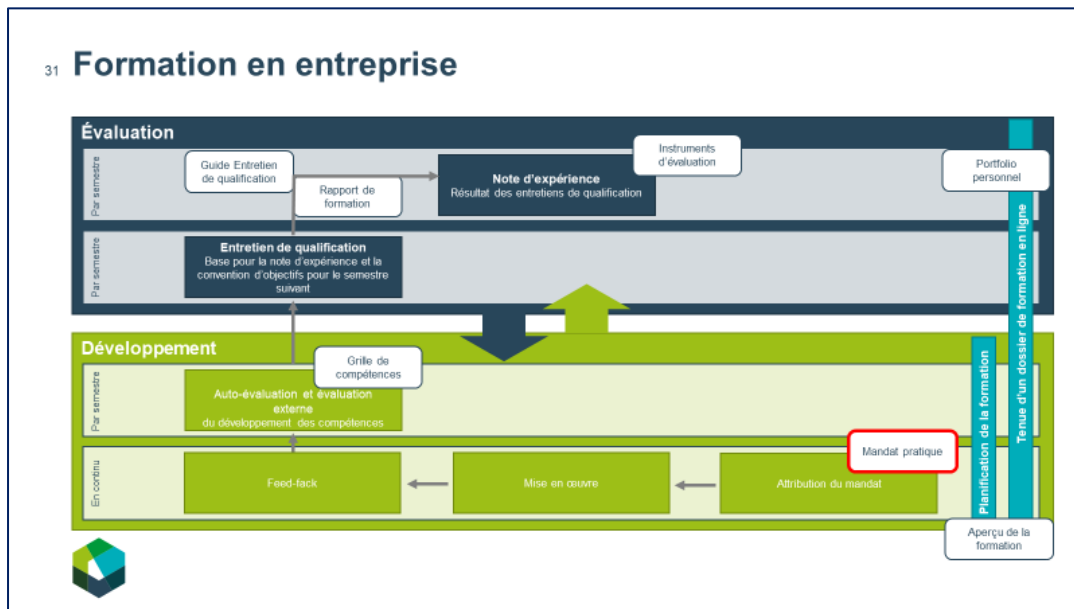 31 Formation en entreprise
Évaluation
Par semestre
Guide Entretien
de qualification
Rapport de
formation
Note d'expérience
Résultat des entretiens de qualification
Instruments
d'évaluation
Portfolio
personnel
Par semestre
Entretien de qualification
Base pour la note d'expérience et la
convention d'objectifs pour le semestre
suivant
Développement
Par semestre
Grille de
compétences
Auto-évaluation et évaluation
externe
du développement des compétences
En continu
Feed-fack
Mise en œuvre
Attribution du mandat
Mandat pratique
Planification de la formation
Tenue d'un dossier de formation en ligne
Aperçu de la
formation